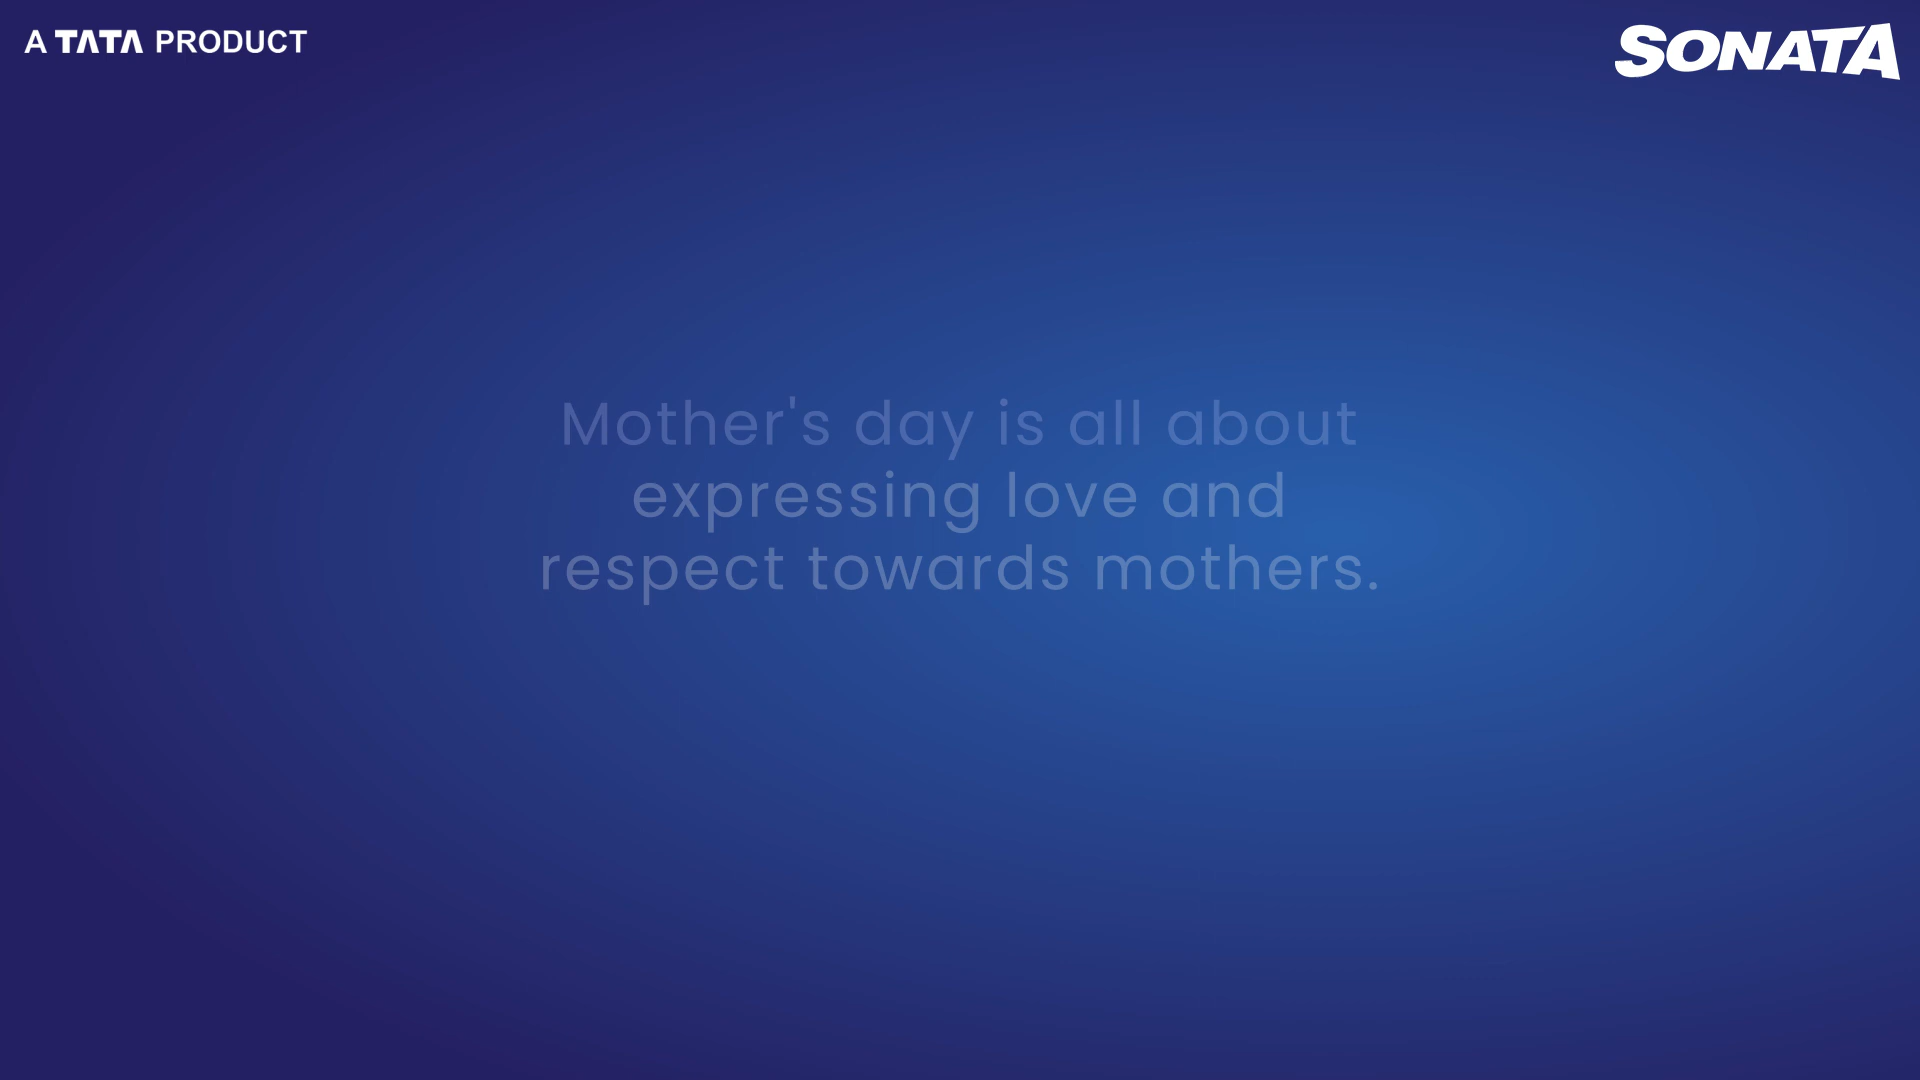 A TATA PRODUCT
SONATA
Mother's day is all about
expressing love and
respect towards mothers.